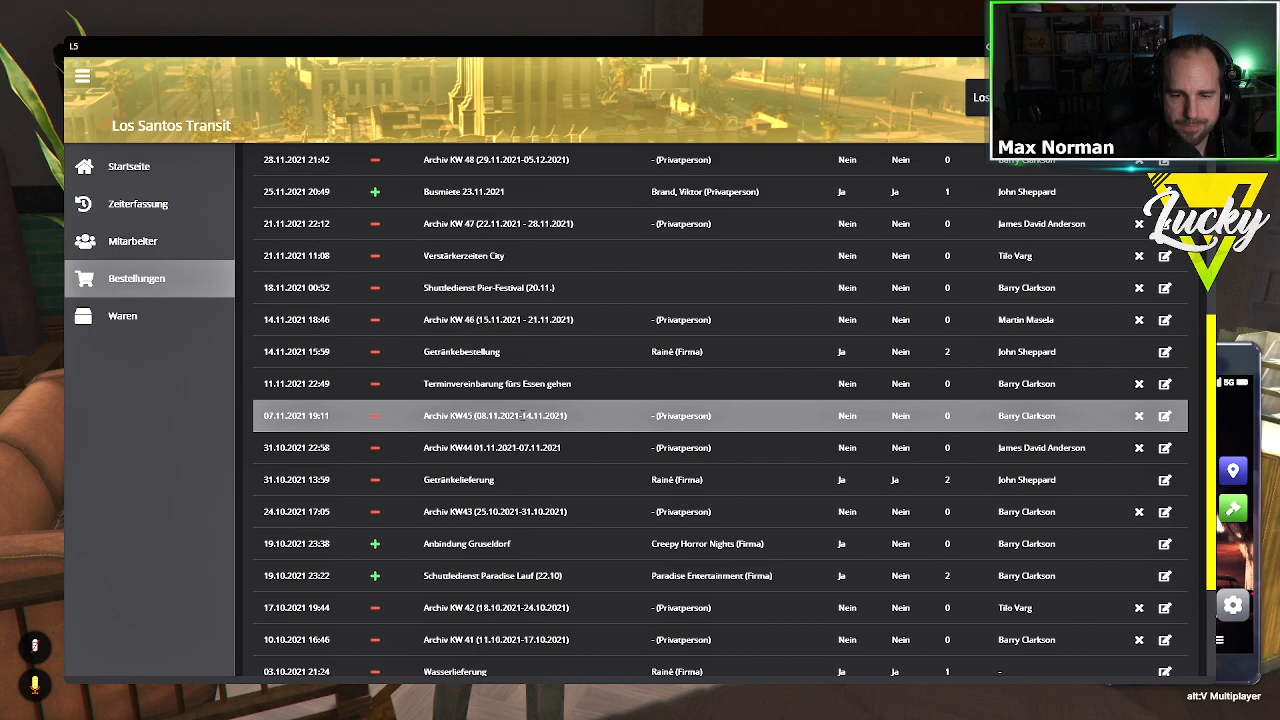 L5
Los
Los Santos Transit
Max Norman
Lucky
Startseite
Zeiterfassung
Mitarbeiter
Bestellungen
Waren
28.11.2021 21:42 Archiv KW 48 (29.11.2021-05.12.2021) - (Privatperson) Nein Nein 0 Barry Clarkson
25.11.2021 20:49 Busmiete 23.11.2021 Brand, Viktor (Privatperson) Ja Ja 1 John Sheppard
21.11.2021 22:12 Archiv KW 47 (22.11.2021 - 28.11.2021) - (Privatperson) Nein Nein 0 James David Anderson
21.11.2021 11:08 Verstärkerzeiten City Nein Nein 0 Tilo Varg
18.11.2021 00:52 Shuttledienst Pier-Festival (20.11.) Nein Nein 0 Barry Clarkson
14.11.2021 18:46 Archiv KW 46 (15.11.2021 - 21.11.2021) - (Privatperson) Nein Nein 0 Martin Masela
14.11.2021 15:59 Getränkebestellung Rainé (Firma) Ja Nein 2 John Sheppard
11.11.2021 22:49 Terminvereinbarung fürs Essen gehen Nein Nein 0 Barry Clarkson
07.11.2021 19:11 Archiv KW45 (08.11.2021-14.11.2021) - (Privatperson) Nein Nein 0 Barry Clarkson
31.10.2021 22:58 Archiv KW44 01.11.2021-07.11.2021 - (Privatperson) Nein Nein 0 James David Anderson
31.10.2021 13:59 Getränkelieferung Rainé (Firma) Ja Ja 2 John Sheppard
24.10.2021 17:05 Archiv KW43 (25.10.2021-31.10.2021) - (Privatperson) Nein Nein 0 Barry Clarkson
19.10.2021 23:38 Anbindung Gruseldorf Creepy Horror Nights (Firma) Ja Nein 0 Barry Clarkson
19.10.2021 23:22 Schuttledienst Paradise Lauf (22.10) Paradise Entertainment (Firma) Ja Nein 2 Barry Clarkson
17.10.2021 19:44 Archiv KW 42 (18.10.2021-24.10.2021) - (Privatperson) Nein Nein 0 Tilo Varg
10.10.2021 16:46 Archiv KW 41 (11.10.2021-17.10.2021) - (Privatperson) Nein Nein 0 Barry Clarkson
03.10.2021 21:24 Wasserlieferung Rainé (Firma) Ja Ja 1 -
5G
alt:V Multiplayer